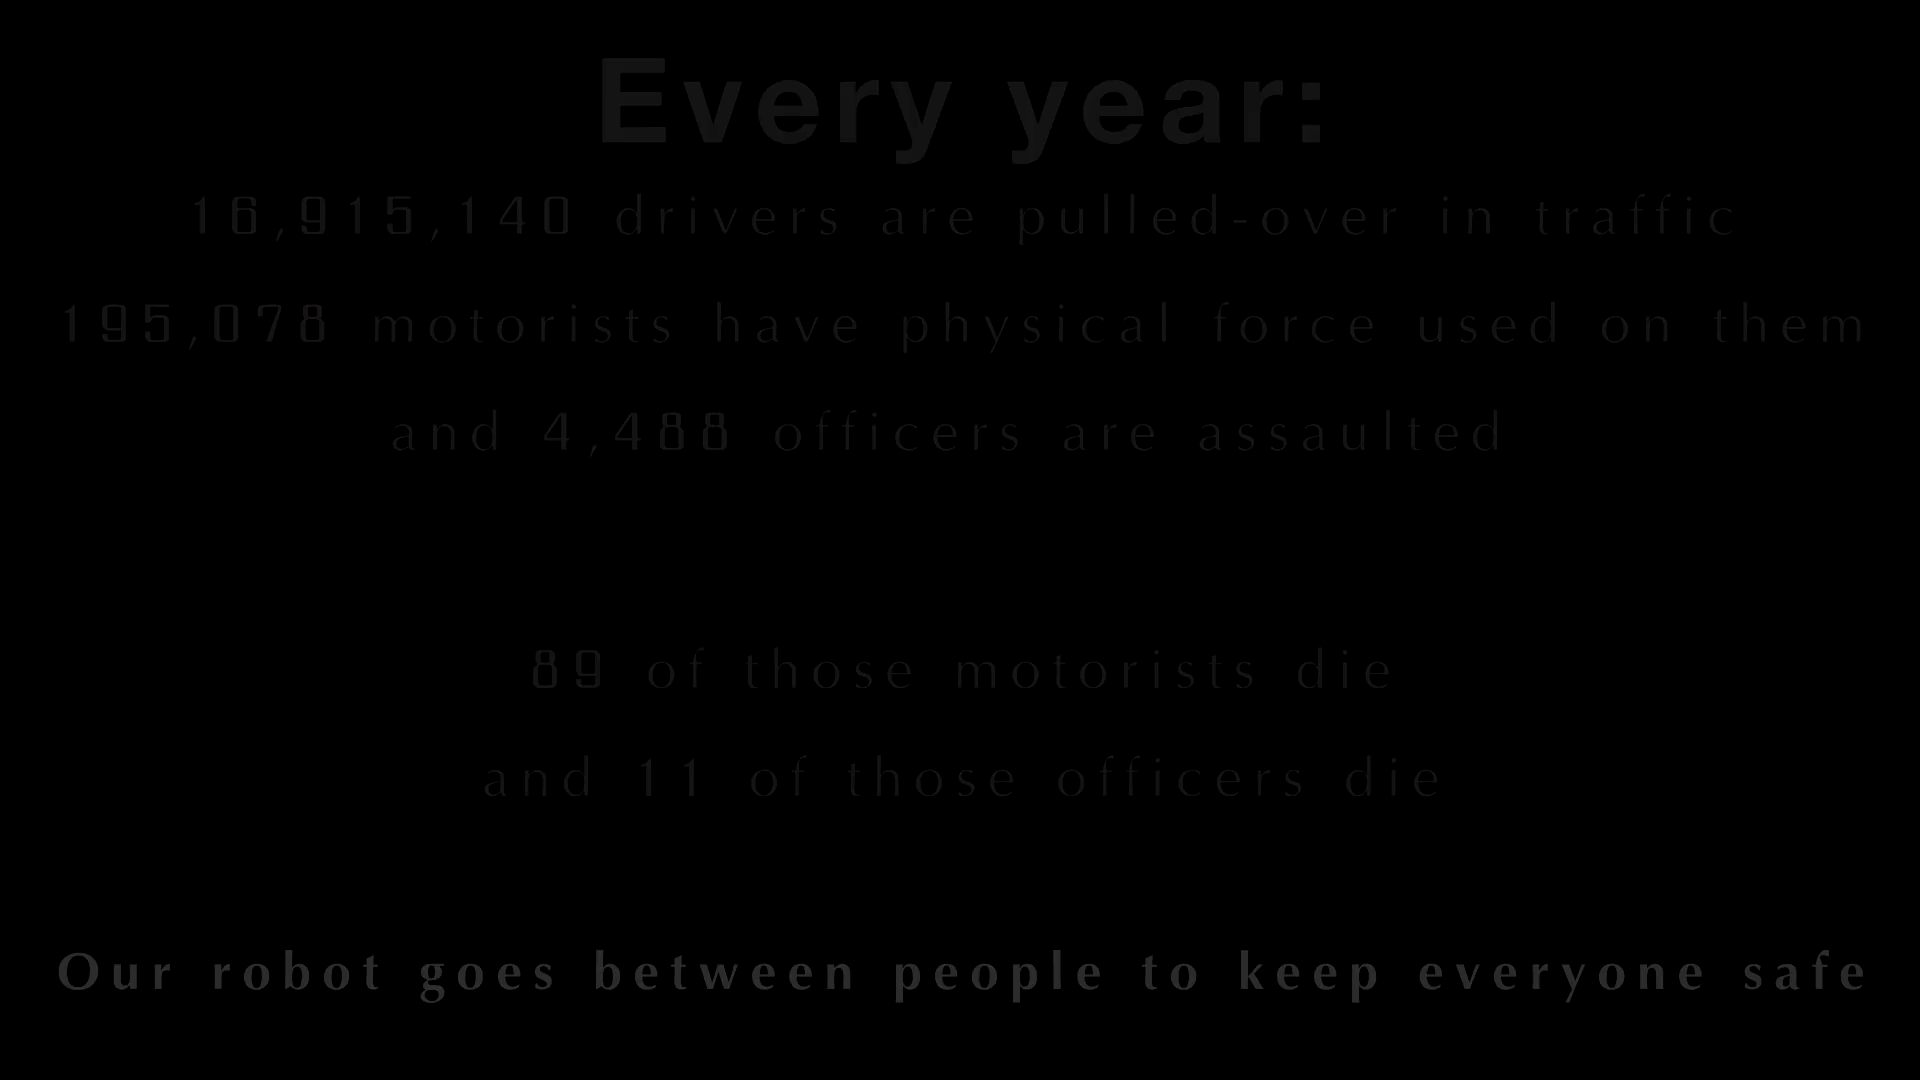 Every year:
16,915,140 drivers are pulled-over in traffic
195,078 motorists have physical force used on them
and 4,488 officers are assaulted
89 of those motorists die
and 11 of those officers die
Our robot goes between people to keep everyone safe